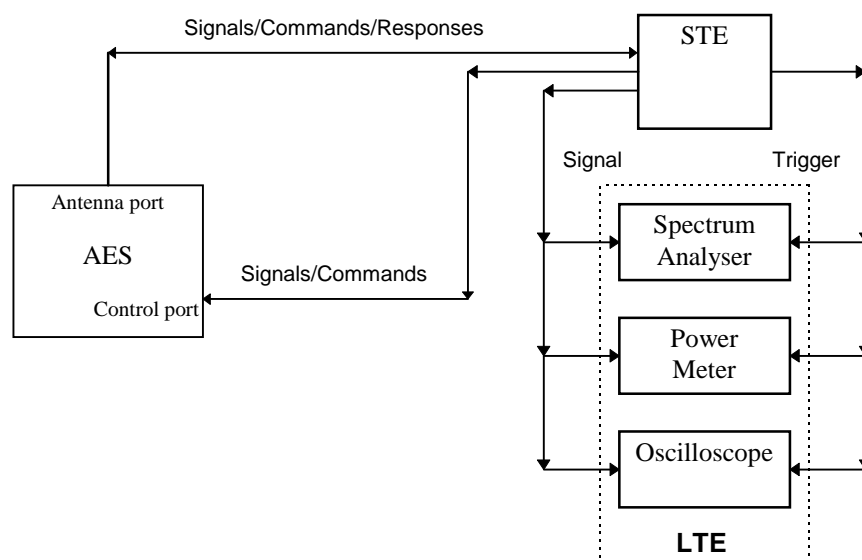 Signals/Commands/Responses
STE
Signal
Trigger
Antenna port
AES
Control port
Signals/Commands
Spectrum
Analyser
Power
Meter
Oscilloscope
LTE